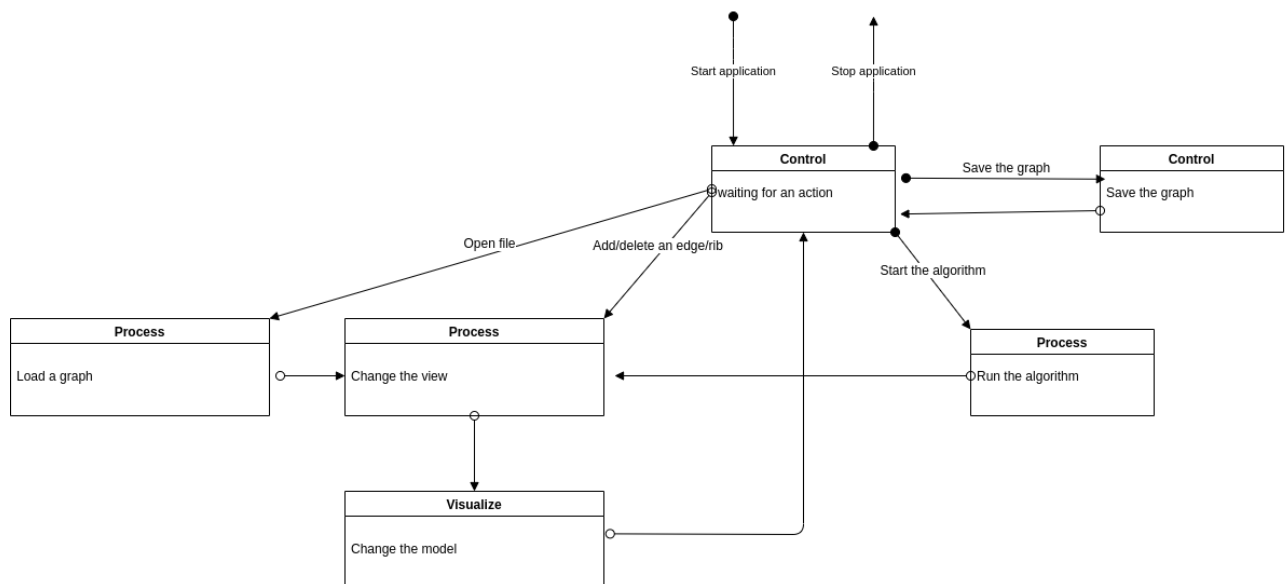 Start application
Stop application
Control
waiting for an action
Save the graph
Control
Save the graph
Open file
Add/delete an edge/rib
Start the algorithm
Process
Load a graph
Process
Change the view
Process
Run the algorithm
Visualize
Change the model